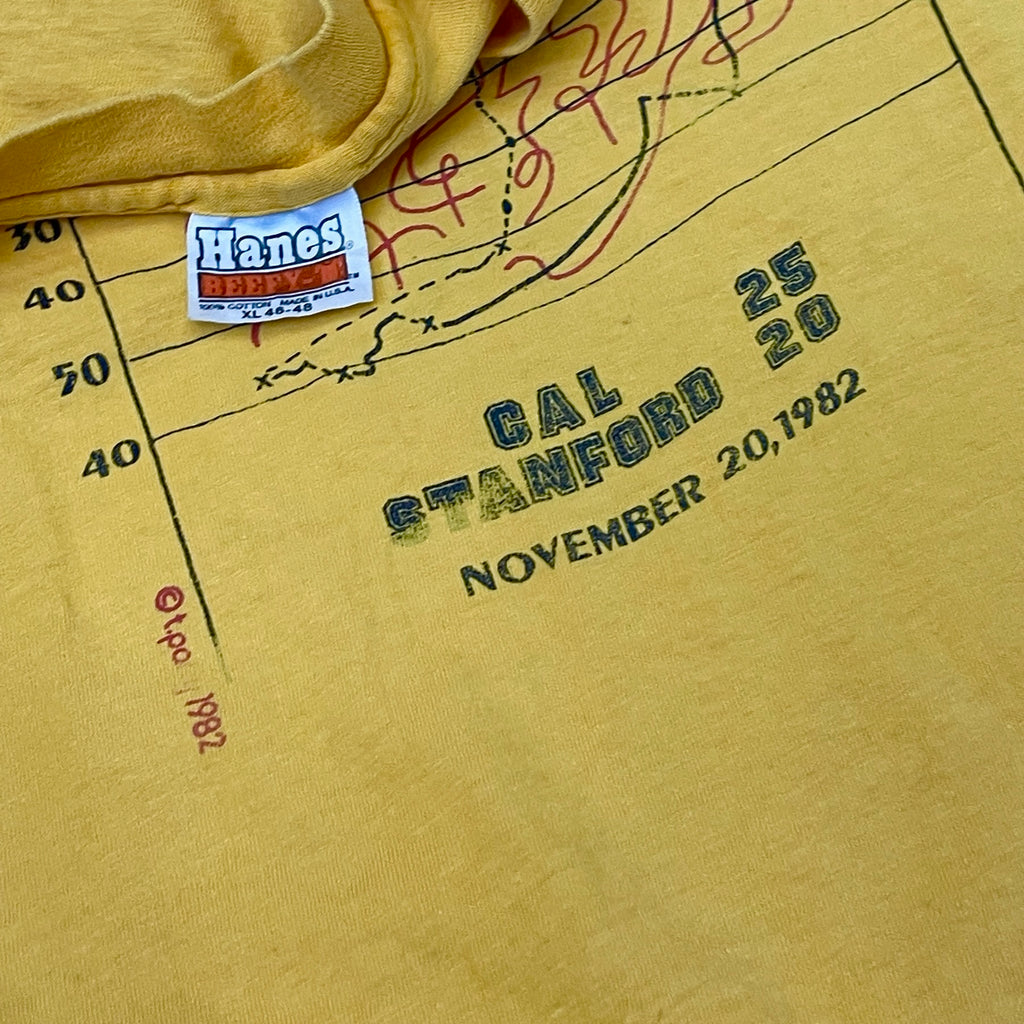 30
40
50
40
Hanes®
BEEFY-T
100% COTTON MADE IN U.S.A.
XL 46-48
CAL 25
STANFORD 20
NOVEMBER 20, 1982
© t.pa / 1982